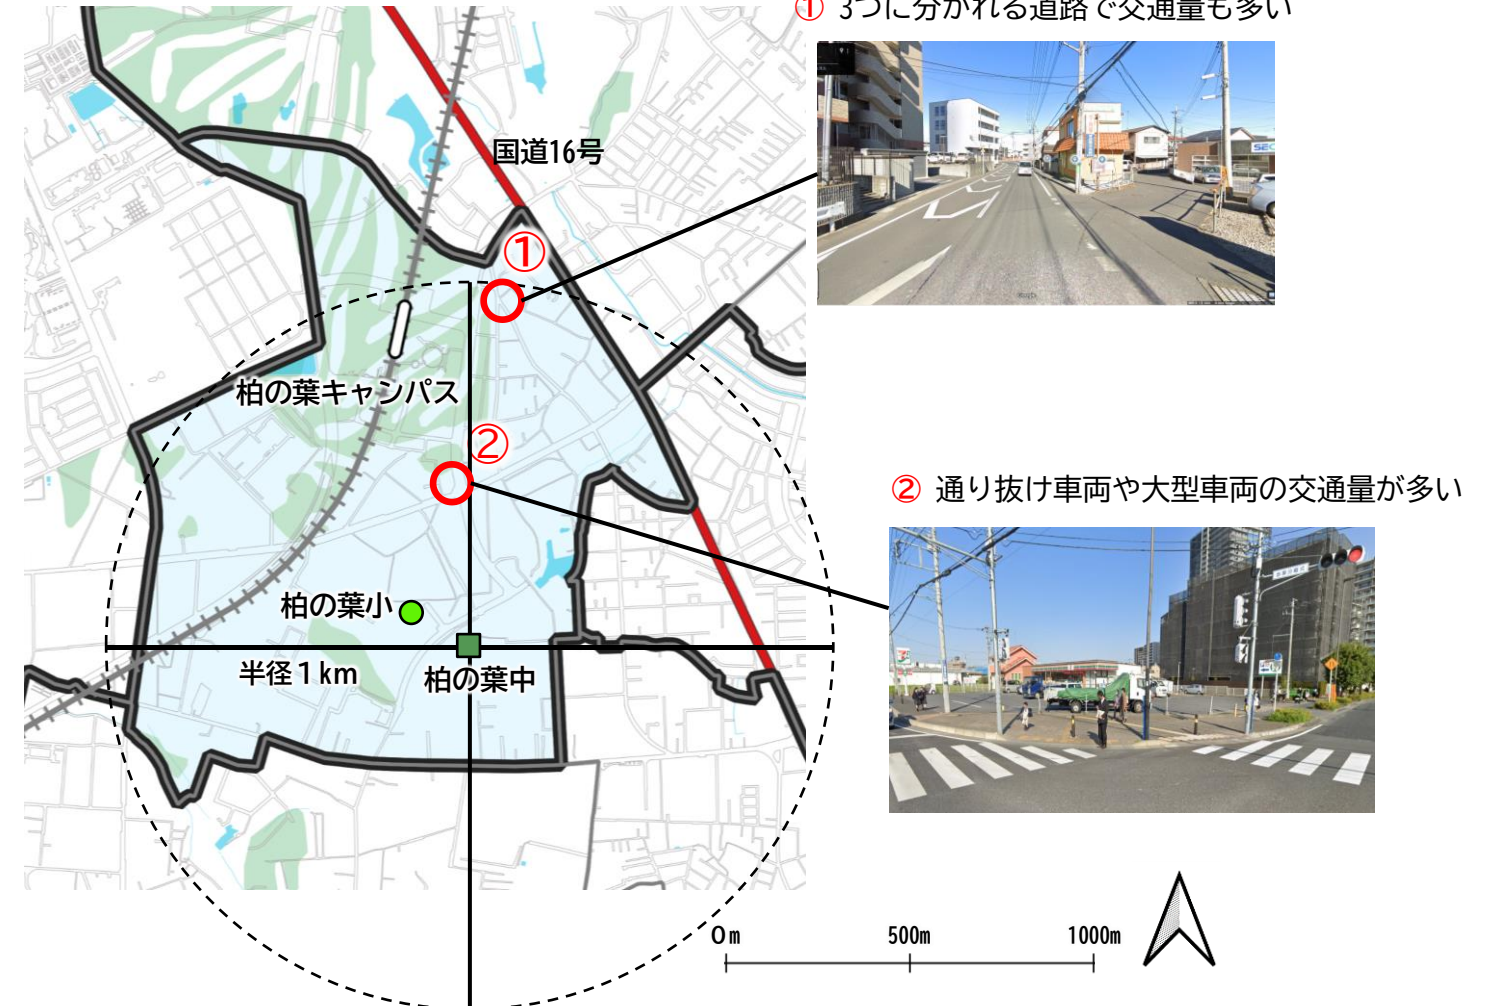 ① 3つに分かれる道路で交通量も多い
国道16号
①
柏の葉キャンパス
②
② 通り抜け車両や大型車両の交通量が多い
柏の葉小
半径1km
柏の葉中
0m 500m 1000m